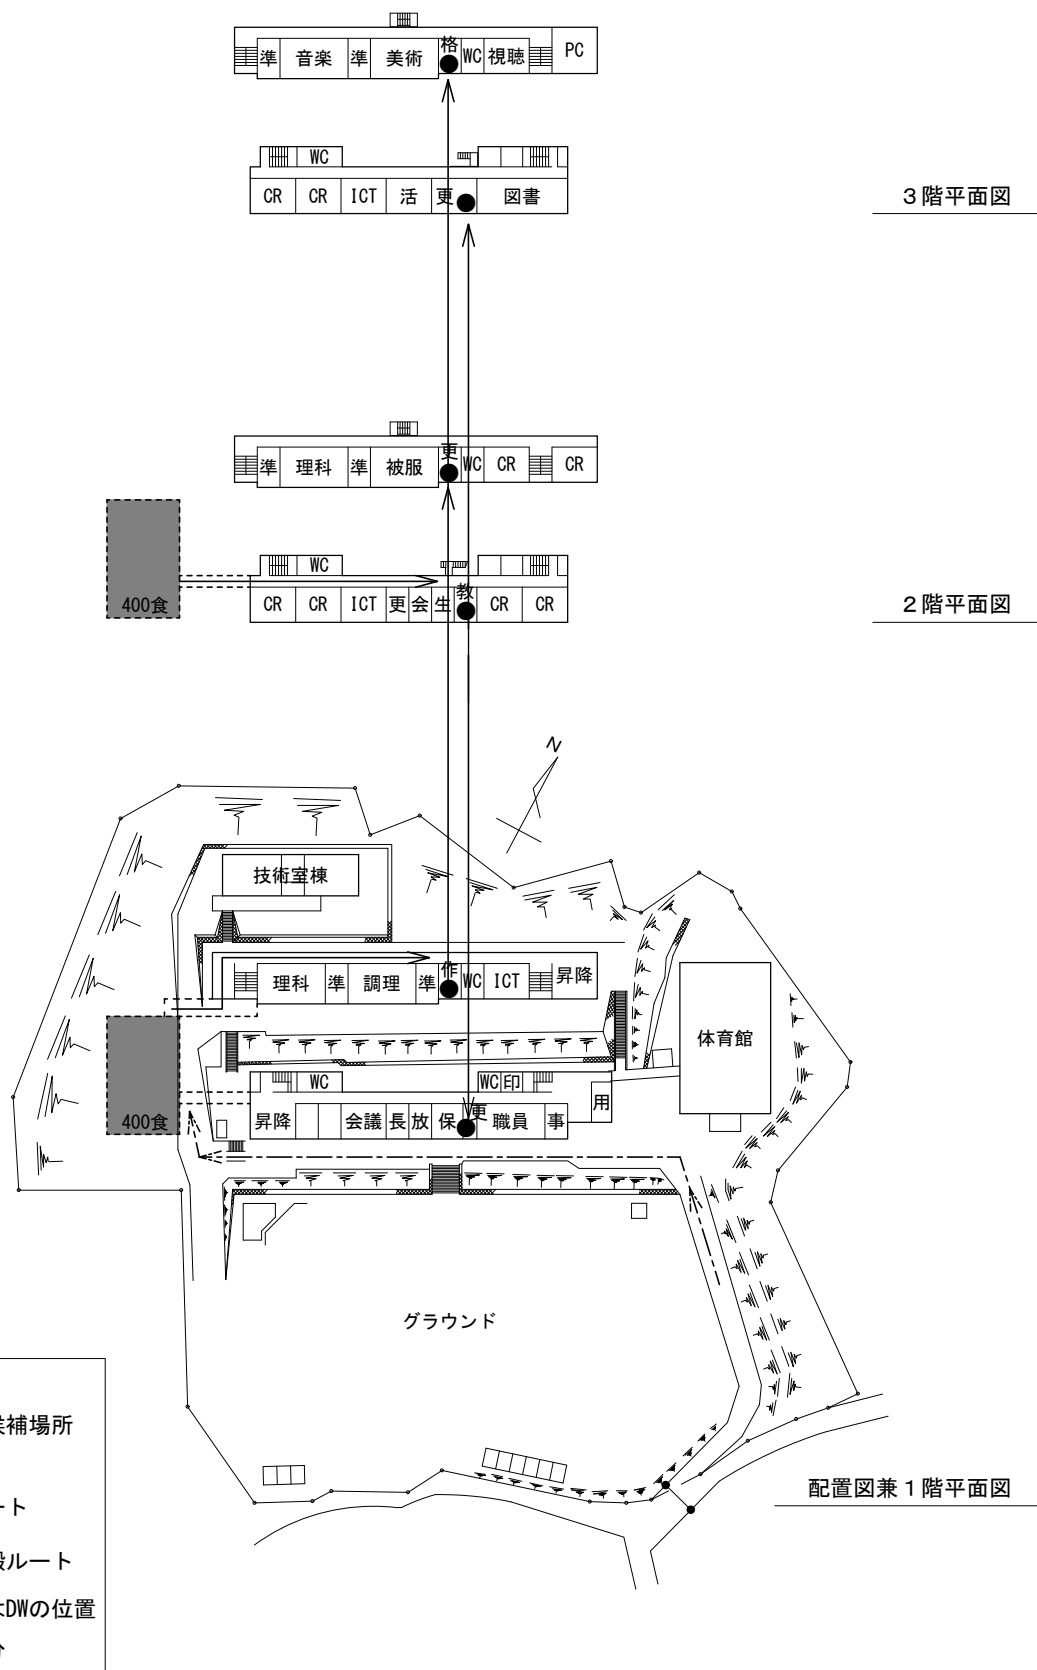 準 音楽 準 美術 格 WC 視聴 PC
WC
CR CR ICT 活 更 図書
3階平面図
準 理科 準 被服 更 WC CR CR
WC
400食 CR CR ICT 更 会 生 教 CR CR
2階平面図
N
技術室棟
理科 準 調理 準 作 WC ICT 昇降
体育館
WC WC 印
用
400食 昇降 会議 長 放 保 更 職員 事
グラウンド
補場所
配置図兼1階平面図
ート
ルート
DWの位置